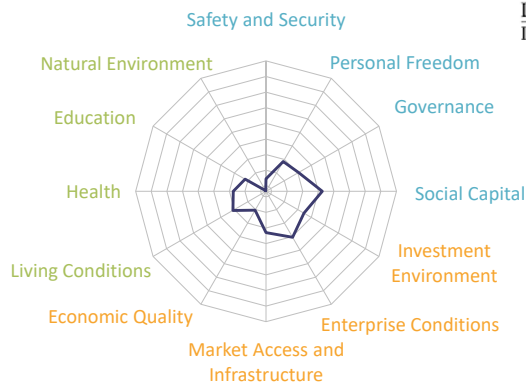 Safety and Security
Natural Environment
Personal Freedom
Education
Governance
Health
Social Capital
Investment
Environment
Living Conditions
Economic Quality
Enterprise Conditions
Market Access and
Infrastructure